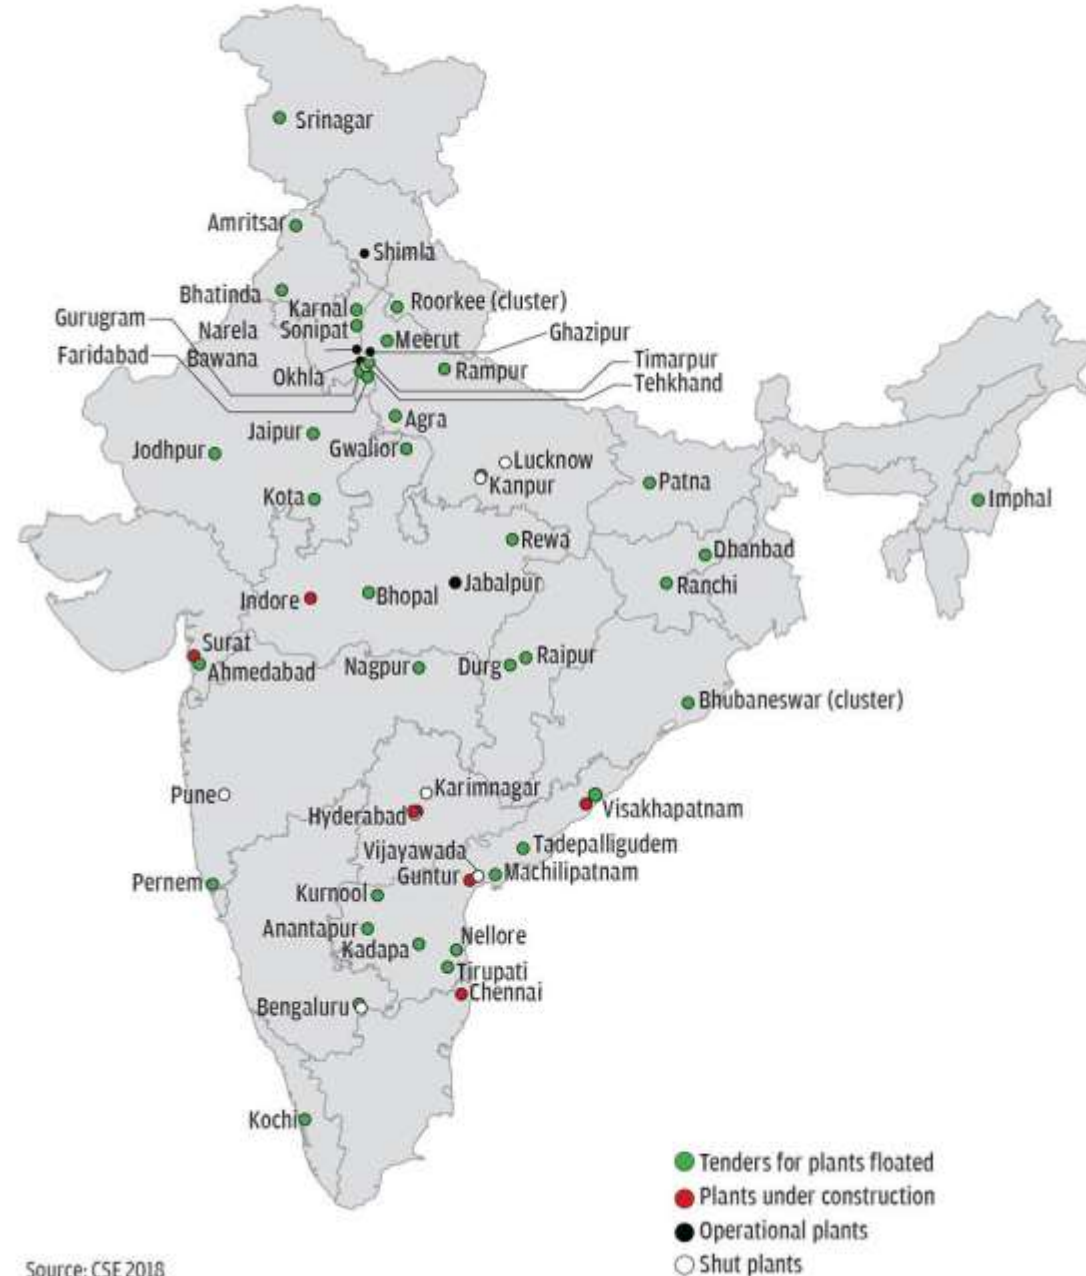 Srinagar
Amritsar
Shimla
Bhatinda
Karnal
Roorkee (cluster)
Gurugram
Narela
Sonipat
Meerut
Ghazipur
Faridabad
Bawana
Okhla
Rampur
Timarpur
Tehkhand
Agra
Jaipur
Jodhpur
Gwalior
Lucknow
Kanpur
Patna
Kota
Imphal
Rewa
Dhanbad
Jabalpur
Ranchi
Indore
Bhopal
Surat
Ahmedabad
Nagpur
Durg
Raipur
Bhubaneswar (cluster)
Pune
Karimnagar
Hyderabad
Visakhapatnam
Vijayawada
Tadepalligudem
Guntur
Machilipatnam
Pernem
Kurnool
Anantapur
Kadapa
Nellore
Tirupati
Chennai
Bengaluru
Kochi
Tenders for plants floated
Plants under construction
Operational plants
Shut plants
Source: CSE 2018